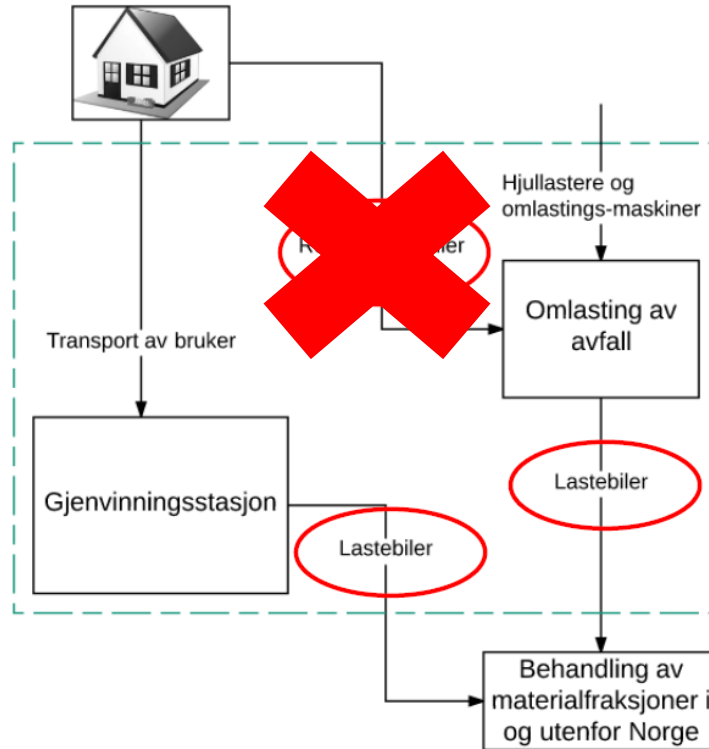 Hjullastere og
omlastings-maskiner
Omlasting av
avfall
Transport av bruker
Gjenvinningsstasjon
Lastebiler
Lastebiler
Behandling av
materialfraksjoner i
og utenfor Norge